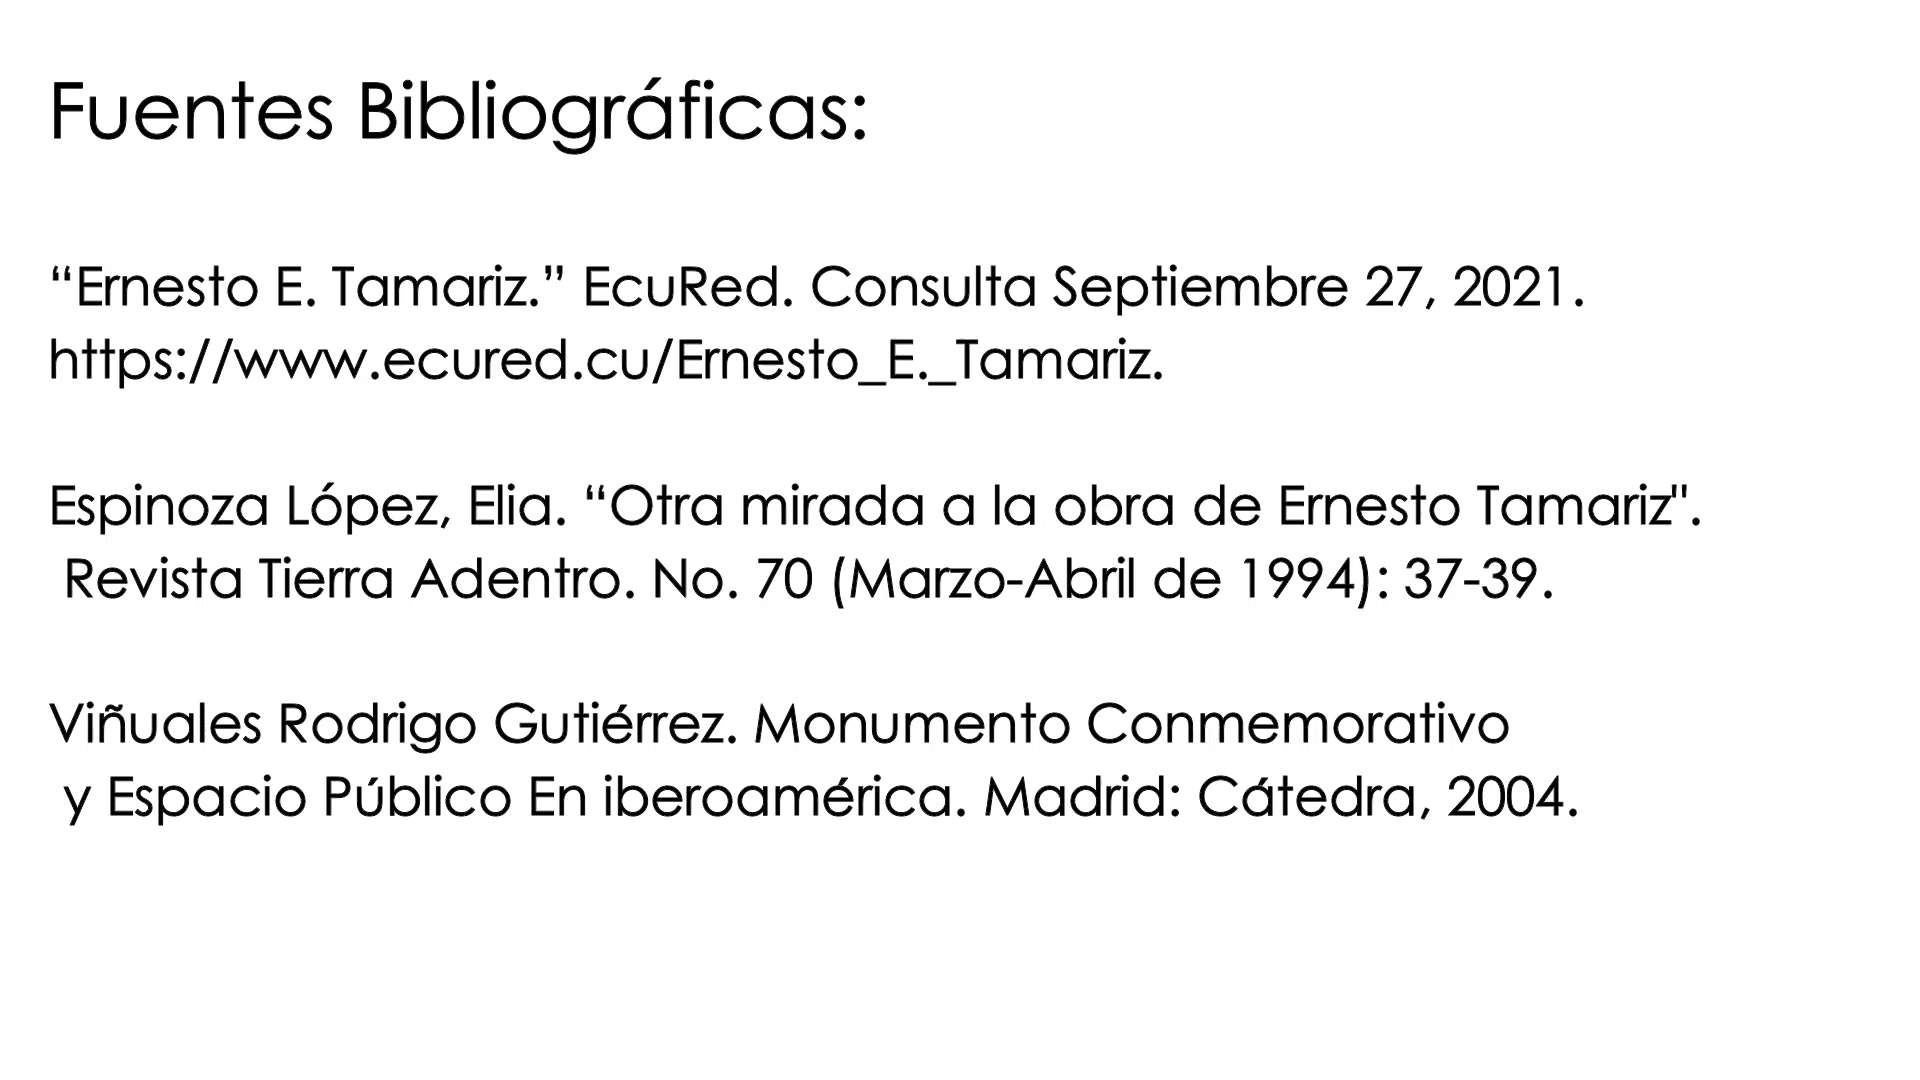 Fuentes Bibliográficas:
“Ernesto E. Tamariz.” EcuRed. Consulta Septiembre 27, 2021.
https://www.ecured.cu/Ernesto_E._Tamariz.
Espinoza López, Elia. “Otra mirada a la obra de Ernesto Tamariz".
Revista Tierra Adentro. No. 70 (Marzo-Abril de 1994): 37-39.
Viñuales Rodrigo Gutiérrez. Monumento Conmemorativo
y Espacio Público En iberoamérica. Madrid: Cátedra, 2004.